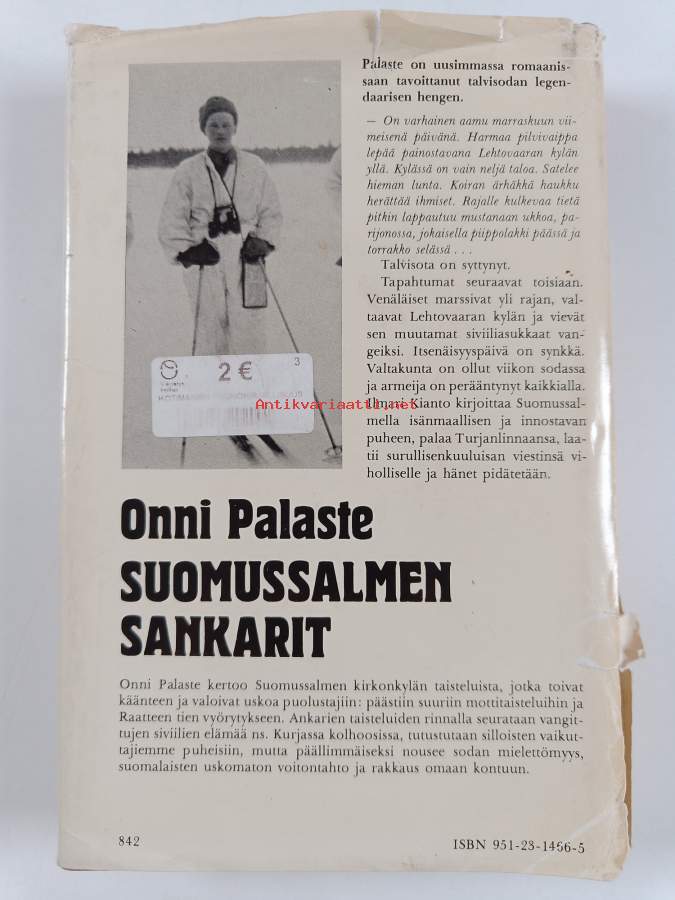 Palaste on uusimmassa romaanis-
saan tavoittanut talvisodan legen-
daarisen hengen.
— On varhainen aamu marraskuun vii-
meisenä päivänä. Harmaa pilvivaippa
lepää painostavana Lehtovaaran kylän
yllä. Kylässä on vain neljä taloa. Satelee
hieman lunta. Koiran ärhäkkä haukku
herättää ihmiset. Rajalle kulkevaa tietä
pitkin lappautuu mustanaan ukkoa, pa-
rijonossa, jokaisella piippolakki päässä ja
torrakko selässä . . .
Talvisota on syttynyt.
Tapahtumat seuraavat toisiaan.
Venäläiset marssivat yli rajan, val-
taavat Lehtovaaran kylän ja vievät
sen muutamat siviiliasukkaat van-
geiksi. Itsenäisyyspäivä on synkkä.
Valtakunta on ollut viikon sodassa
ja armeija on perääntynyt kaikkialla.
Ilmari Kianto kirjoittaa Suomussal-
mella isänmaallisen ja innostavan
puheen, palaa Turjanlinnaansa, laa-
tii surullisenkuuluisan viestinsä vi-
holliselle ja hänet pidätetään.
2 €
3
Antikvariaatti.net
Onni Palaste
SUOMUSSALMEN
SANKARIT
Onni Palaste kertoo Suomussalmen kirkonkylän taisteluista, jotka toivat
käänteen ja valoivat uskoa puolustajiin: päästiin suuriin mottitaisteluihin ja
Raatteen tien vyörytykseen. Ankarien taisteluiden rinnalla seurataan vangit-
tujen siviilien elämää ns. Kurjassa kolhoosissa, tutustutaan silloisten vaikut-
tajiemme puheisiin, mutta päällimmäiseksi nousee sodan mielettömyys,
suomalaisten uskomaton voitontahto ja rakkaus omaan kontuun.
842
ISBN 951-23-1466-5